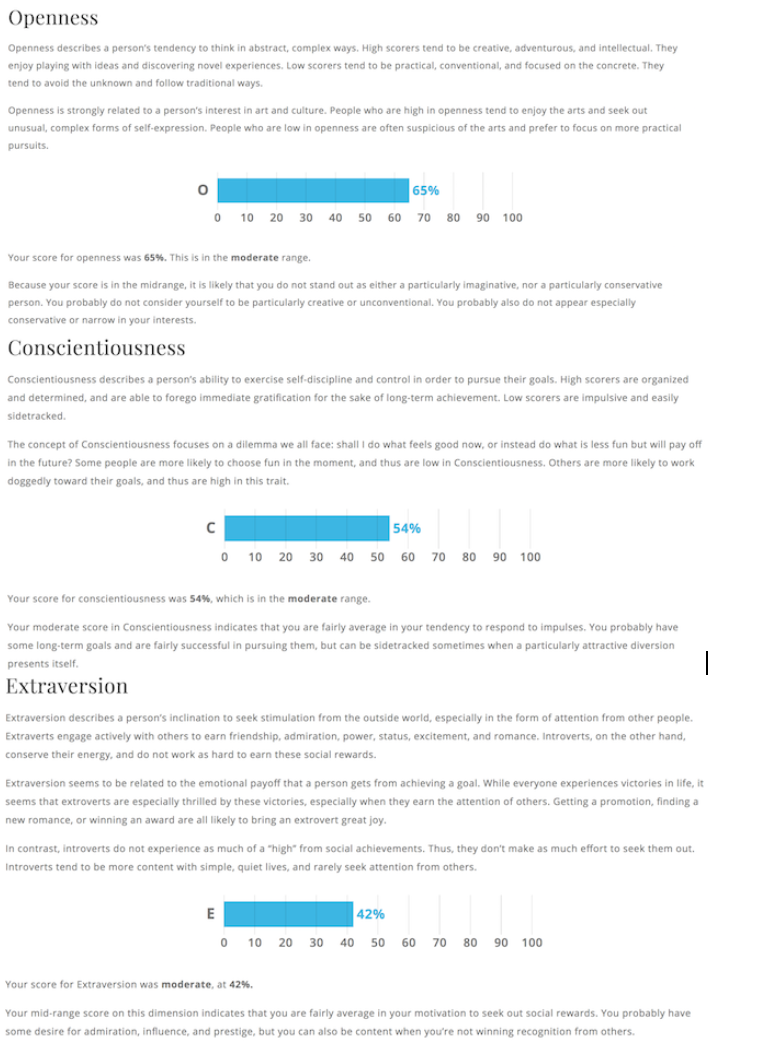 Openness
Openness describes a person's tendency to think in abstract, complex ways. High scorers tend to be creative, adventurous, and intellectual. They
enjoy playing with ideas and discovering novel experiences. Low scorers tend to be practical, conventional, and focused on the concrete. They
tend to avoid the unknown and follow traditional ways.
Openness is strongly related to a person's interest in art and culture. People who are high in openness tend to enjoy the arts and seek out
unusual, complex forms of self-expression. People who are low in openness are often suspicious of the arts and prefer to focus on more practical
pursuits.
O 65%
0 10 20 30 40 50 60 70 80 90 100
Your score for openness was 65%. This is in the moderate range.
Because your score is in the midrange, it is likely that you do not stand out as either a particularly imaginative, nor a particularly conservative
person. You probably do not consider yourself to be particularly creative or unconventional. You probably also do not appear especially
conservative or narrow in your interests.
Conscientiousness
Conscientiousness describes a person's ability to exercise self-discipline and control in order to pursue their goals. High scorers are organized
and determined, and are able to forego immediate gratification for the sake of long-term achievement. Low scorers are impulsive and easily
sidetracked.
The concept of Conscientiousness focuses on a dilemma we all face: shall I do what feels good now, or instead do what is less fun but will pay off
in the future? Some people are more likely to choose fun in the moment, and thus are low in Conscientiousness. Others are more likely to work
doggedly toward their goals, and thus are high in this trait.
C 54%
0 10 20 30 40 50 60 70 80 90 100
Your score for conscientiousness was 54%, which is in the moderate range.
Your moderate score in Conscientiousness indicates that you are fairly average in your tendency to respond to impulses. You probably have
some long-term goals and are fairly successful in pursuing them, but can be sidetracked sometimes when a particularly attractive diversion
presents itself.
Extraversion
Extraversion describes a person's inclination to seek stimulation from the outside world, especially in the form of attention from other people.
Extraverts engage actively with others to earn friendship, admiration, power, status, excitement, and romance. Introverts, on the other hand,
conserve their energy, and do not work as hard to earn these social rewards.
Extraversion seems to be related to the emotional payoff that a person gets from achieving a goal. While everyone experiences victories in life, it
seems that extroverts are especially thrilled by these victories, especially when they earn the attention of others. Getting a promotion, finding a
new romance, or winning an award are all likely to bring an extrovert great joy.
In contrast, introverts do not experience as much of a "high" from social achievements. Thus, they don't make as much effort to seek them out.
Introverts tend to be more content with simple, quiet lives, and rarely seek attention from others.
E 42%
0 10 20 30 40 50 60 70 80 90 100
Your score for Extraversion was moderate, at 42%.
Your mid-range score on this dimension indicates that you are fairly average in your motivation to seek out social rewards. You probably have
some desire for admiration, influence, and prestige, but you can also be content when you're not winning recognition from others.